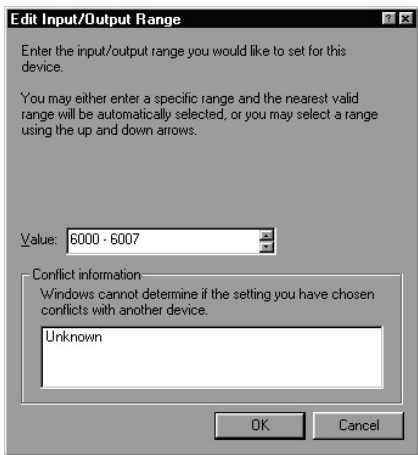 Edit Input/Output Range
Enter the input/output range you would like to set for this
device.
You may either enter a specific range and the nearest valid
range will be automatically selected, or you may select a range
using the up and down arrows.
Value: 6000 - 6007
Conflict information
Windows cannot determine if the setting you have chosen
conflicts with another device.
Unknown
OK Cancel